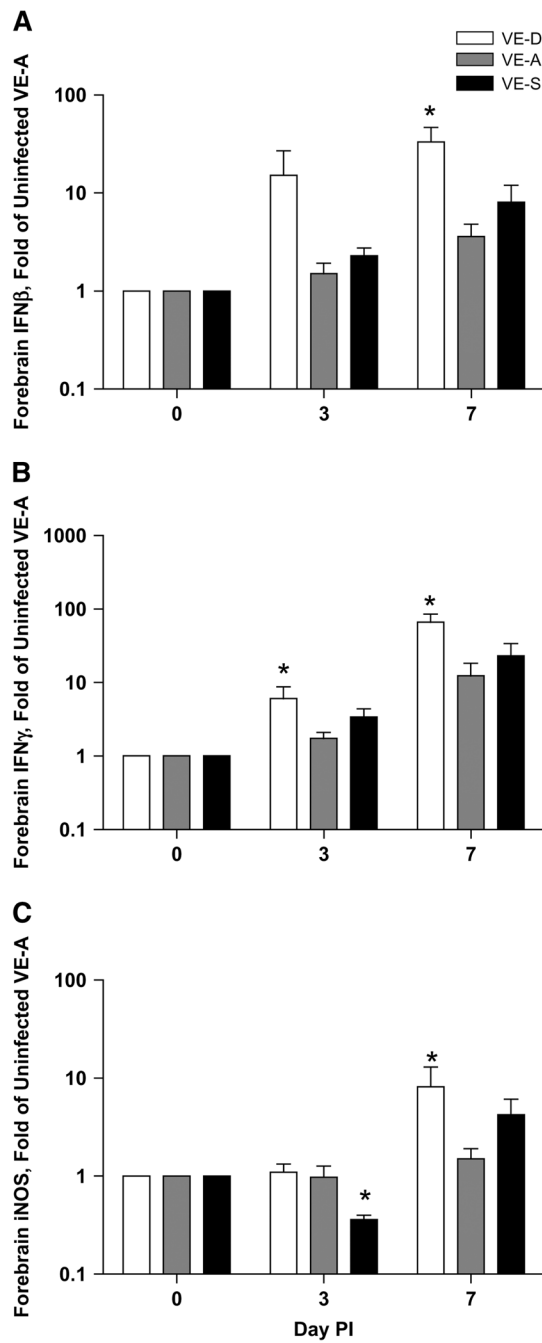 A
VE-D
VE-A
VE-S
Forebrain IFNβ, Fold of Uninfected VE-A
100
*
10
1
0.1
0 3 7
B
Forebrain IFNγ, Fold of Uninfected VE-A
1000
100
*
*
10
1
0.1
0 3 7
C
Forebrain iNOS, Fold of Uninfected VE-A
100
*
10
1
*
0.1
0 3 7
Day PI